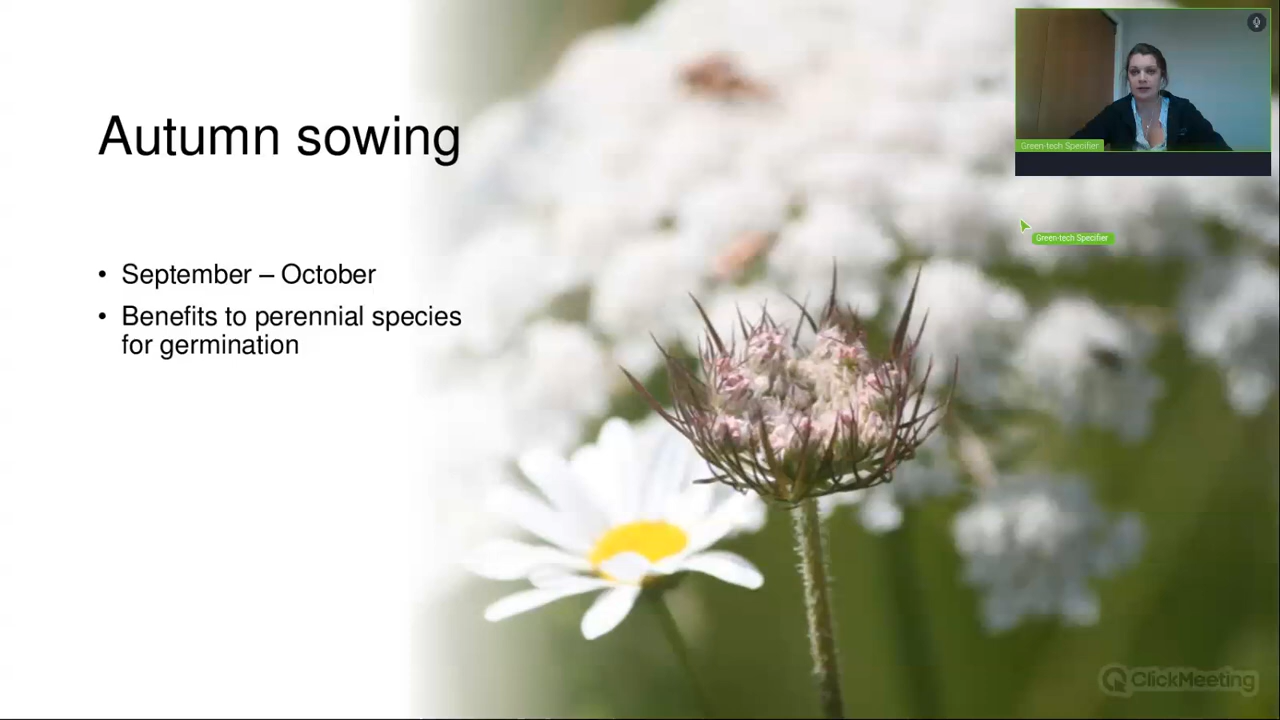 Autumn sowing
• September – October
• Benefits to perennial species
for germination
Green-tech Specifier
Green-tech Specifier
ClickMeeting